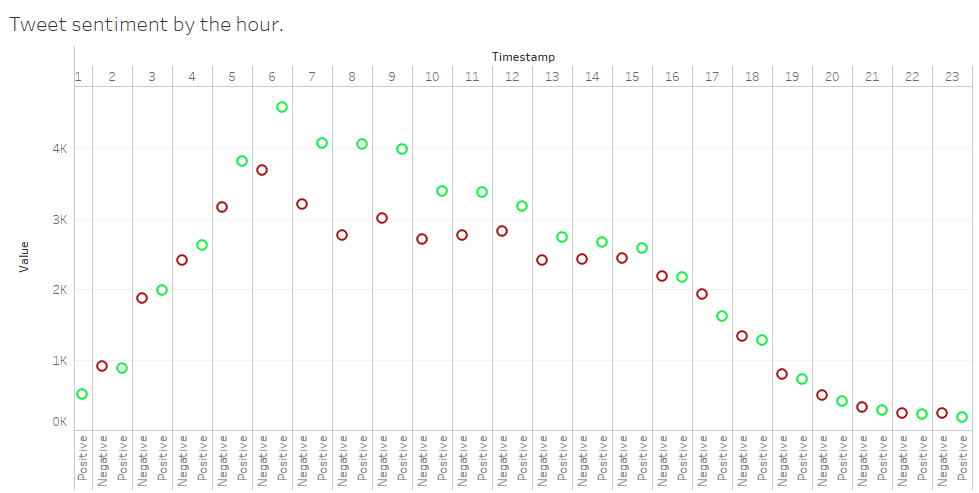 Tweet sentiment by the hour.
Timestamp
1 2 3 4 5 6 7 8 9 10 11 12 13 14 15 16 17 18 19 20 21 22 23
4K
3K
Value
2K
1K
0K
Positive Negative Positive Negative Positive Negative Positive Negative Positive Negative Positive Negative Positive Negative Positive Negative Positive Negative Positive Negative Positive Negative Positive Negative Positive Negative Positive Negative Positive Negative Positive Negative Positive Negative Positive Negative Positive Negative Positive Negative Positive Negative Positive Negative Positive